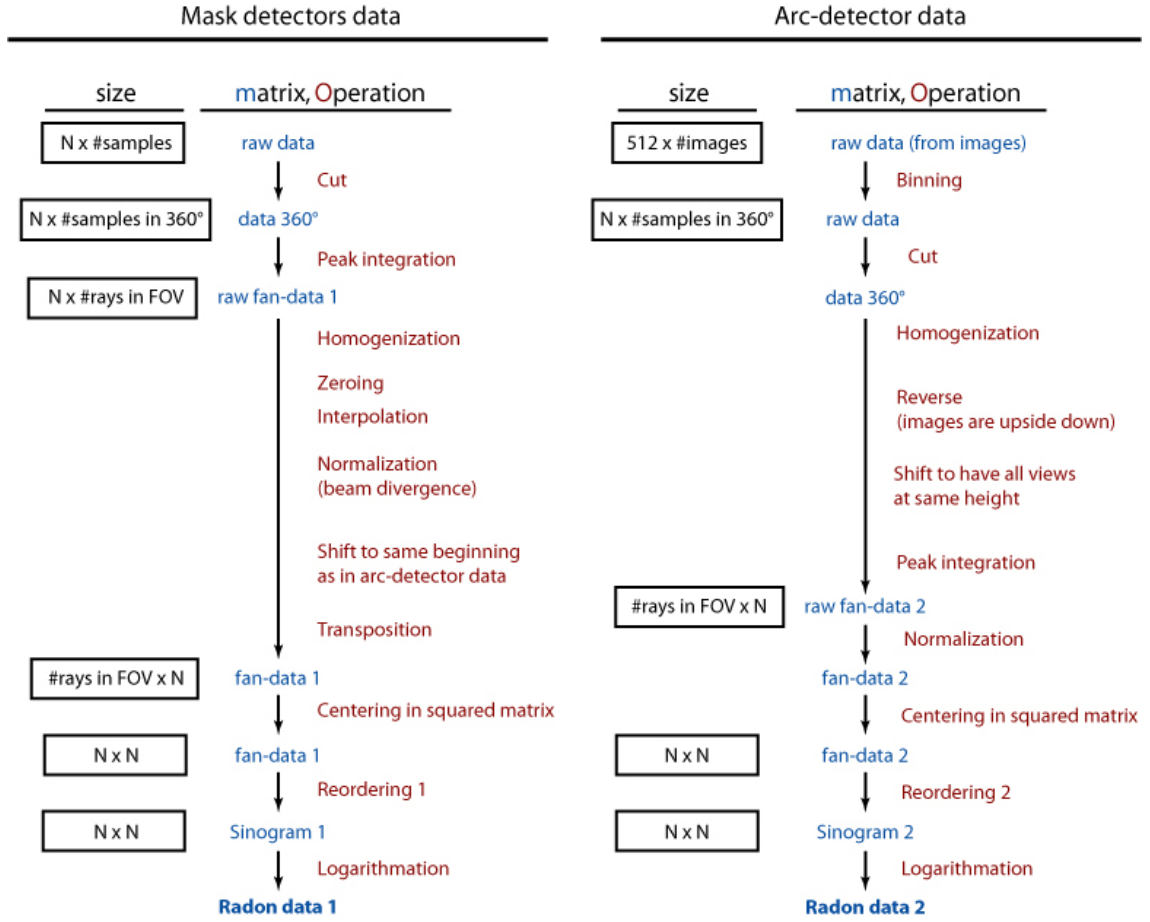 Mask detectors data
size
matrix, Operation
N x #samples
raw data
Cut
N x #samples in 360°
data 360°
Peak integration
N x #rays in FOV
raw fan-data 1
Homogenization
Zeroing
Interpolation
Normalization
(beam divergence)
Shift to same beginning
as in arc-detector data
Transposition
#rays in FOV x N
fan-data 1
Centering in squared matrix
N x N
fan-data 1
Reordering 1
N x N
Sinogram 1
Logarithmation
Radon data 1
Arc-detector data
size
matrix, Operation
512 x #images
raw data (from images)
Binning
N x #samples in 360°
raw data
Cut
data 360°
Homogenization
Reverse
(images are upside down)
Shift to have all views
at same height
Peak integration
#rays in FOV x N
raw fan-data 2
Normalization
fan-data 2
Centering in squared matrix
N x N
fan-data 2
Reordering 2
N x N
Sinogram 2
Logarithmation
Radon data 2